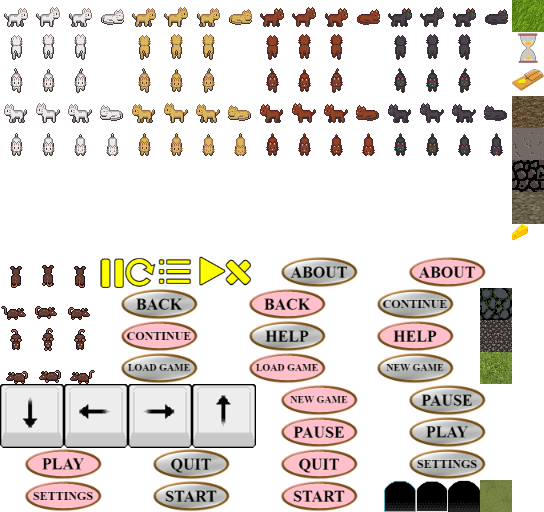 ABOUT
ABOUT
BACK
BACK
CONTINUE
CONTINUE
HELP
HELP
LOAD GAME
LOAD GAME
NEW GAME
NEW GAME
PAUSE
PAUSE
PLAY
PLAY
QUIT
QUIT
SETTINGS
SETTINGS
START
START